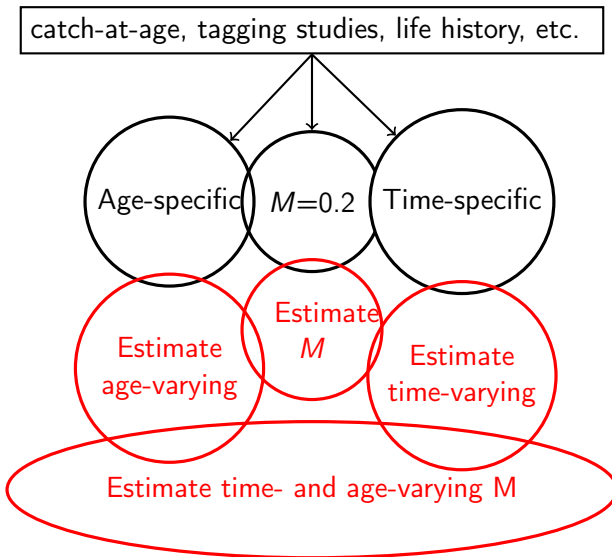 catch-at-age, tagging studies, life history, etc.
Age-specific
M=0.2
Time-specific
Estimate
M
Estimate
age-varying
Estimate
time-varying
Estimate time- and age-varying M